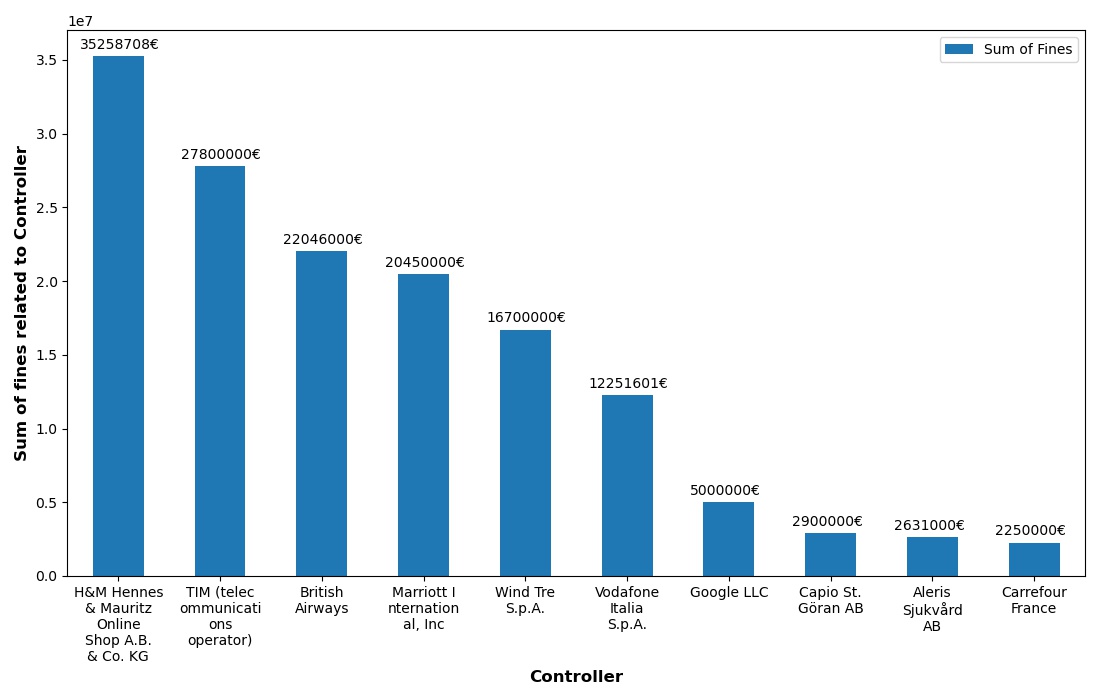 1e7
35258708€
Sum of Fines
3.5
3.0
27800000€
2.5
22046000€
20450000€
2.0
16700000€
1.5
12251601€
1.0
0.5
5000000€
2900000€
2631000€
2250000€
0.0
Sum of fines related to Controller
H&M Hennes
& Mauritz
Online
Shop A.B.
& Co. KG
TIM (telec
ommunicati
ons
operator)
British
Airways
Marriott I
nternation
al, Inc
Wind Tre
S.p.A.
Vodafone
Italia
S.p.A.
Google LLC
Capio St.
Göran AB
Aleris
Sjukvård
AB
Carrefour
France
Controller